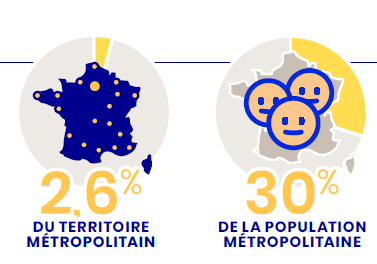 2,6%
DU TERRITOIRE
MÉTROPOLITAIN
30%
DE LA POPULATION
MÉTROPOLITAINE